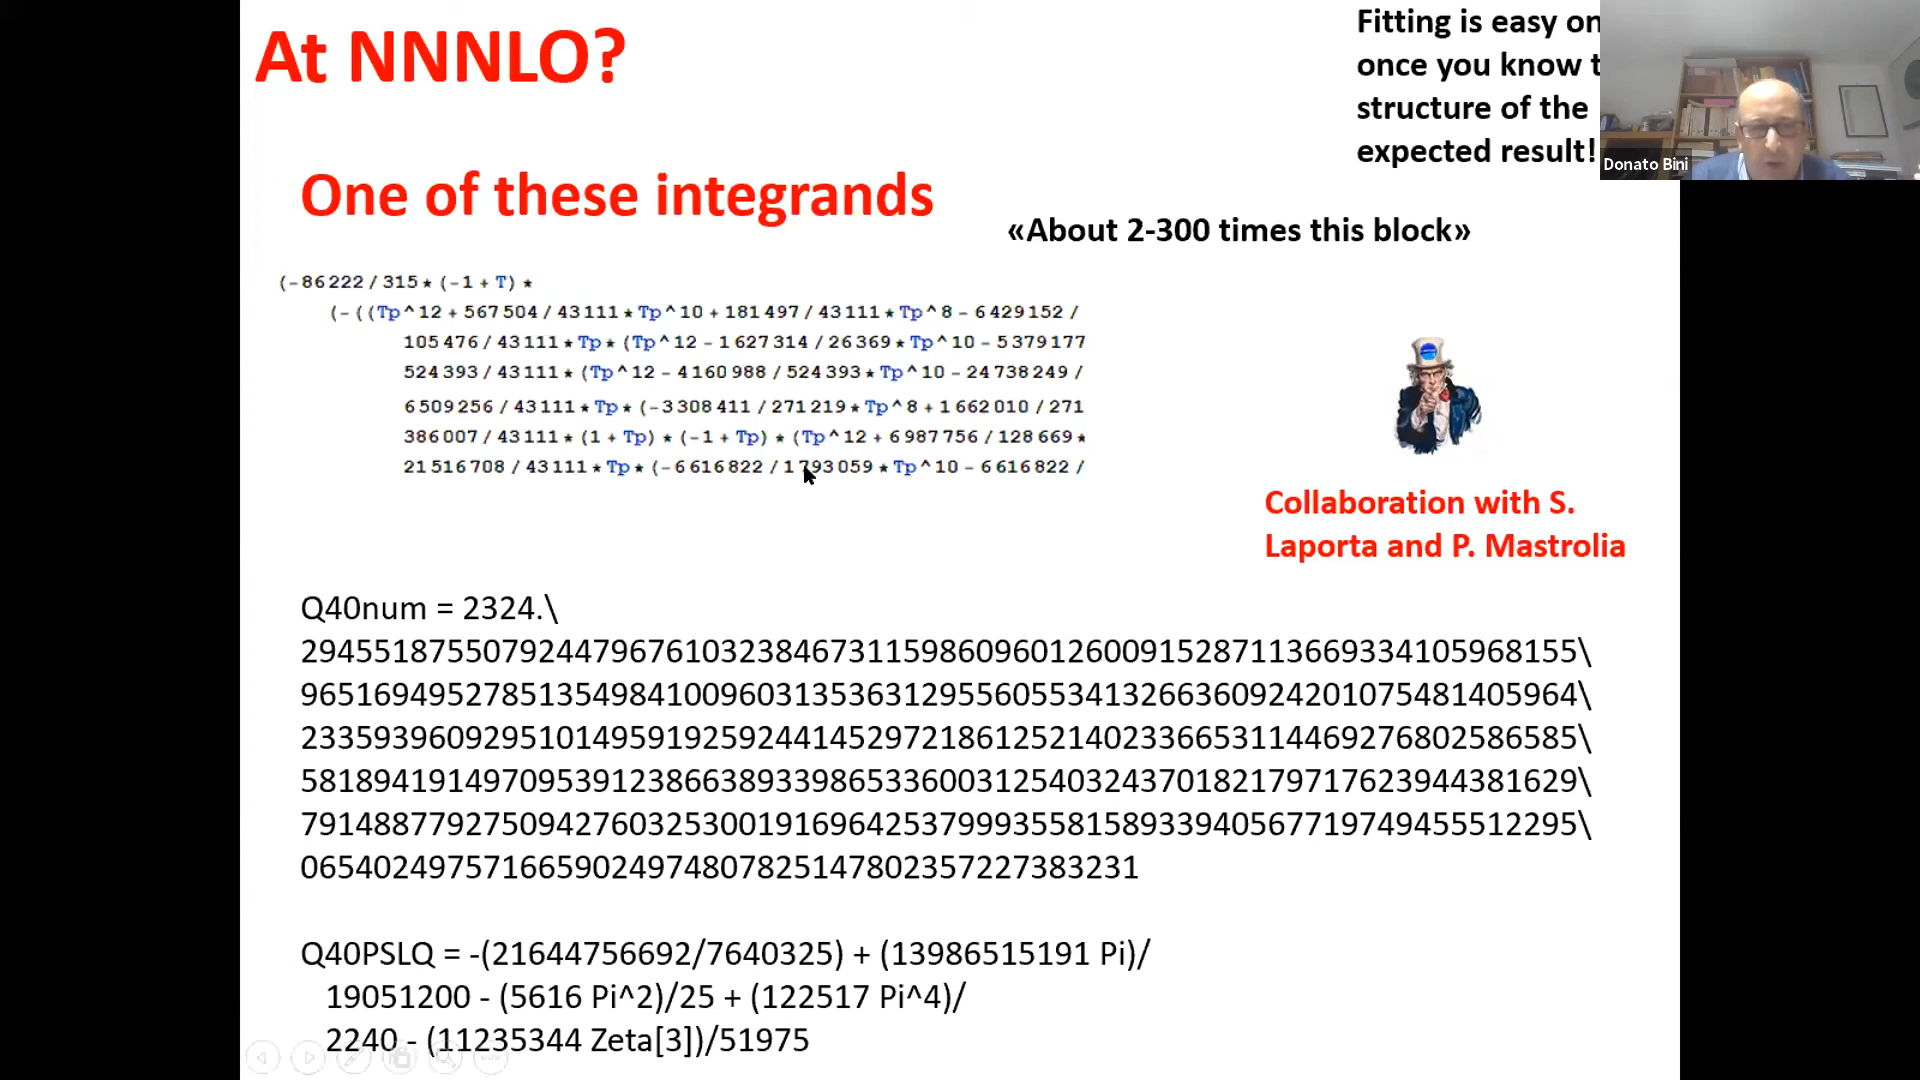 At NNNLO?
Fitting is easy on
once you know t
structure of the
expected result!
Donato Bini
One of these integrands
«About 2-300 times this block»
(-86222/315*(-1+T)*
(-((Tp^12+567504/43111*Tp^10+181497/43111*Tp^8-6429152/
105476/43111*Tp*(Tp^12-1627314/26369*Tp^10-5379177
524393/43111*(Tp^12-4160988/524393*Tp^10-24738249/
6509256/43111*Tp*(-3308411/271219*Tp^8+1662010/271
386007/43111*(1+Tp)*(-1+Tp)*(Tp^12+6987756/128669*
21516708/43111*Tp*(-6616822/1793059*Tp^10-6616822/
Collaboration with S.
Laporta and P. Mastrolia
Q40num = 2324.\
2945518755079244796761032384673115986096012600915287113669334105968155\
96516949527851354984100960313536312955605534132663609242010754814059​64\
23359396092951014959192592441452972186125214023366531144692768025865​85\
58189419149709539123866389339865336003125403243701821797176239443816​29\
79148877927509427603253001916964253799935581589339405677197494555122​95\
0654024975716659024974807825147802357227383231
Q40PSLQ = -(21644756692/7640325) + (13986515191 Pi)/
19051200 - (5616 Pi^2)/25 + (122517 Pi^4)/
2240 - (11235344 Zeta[3])/51975